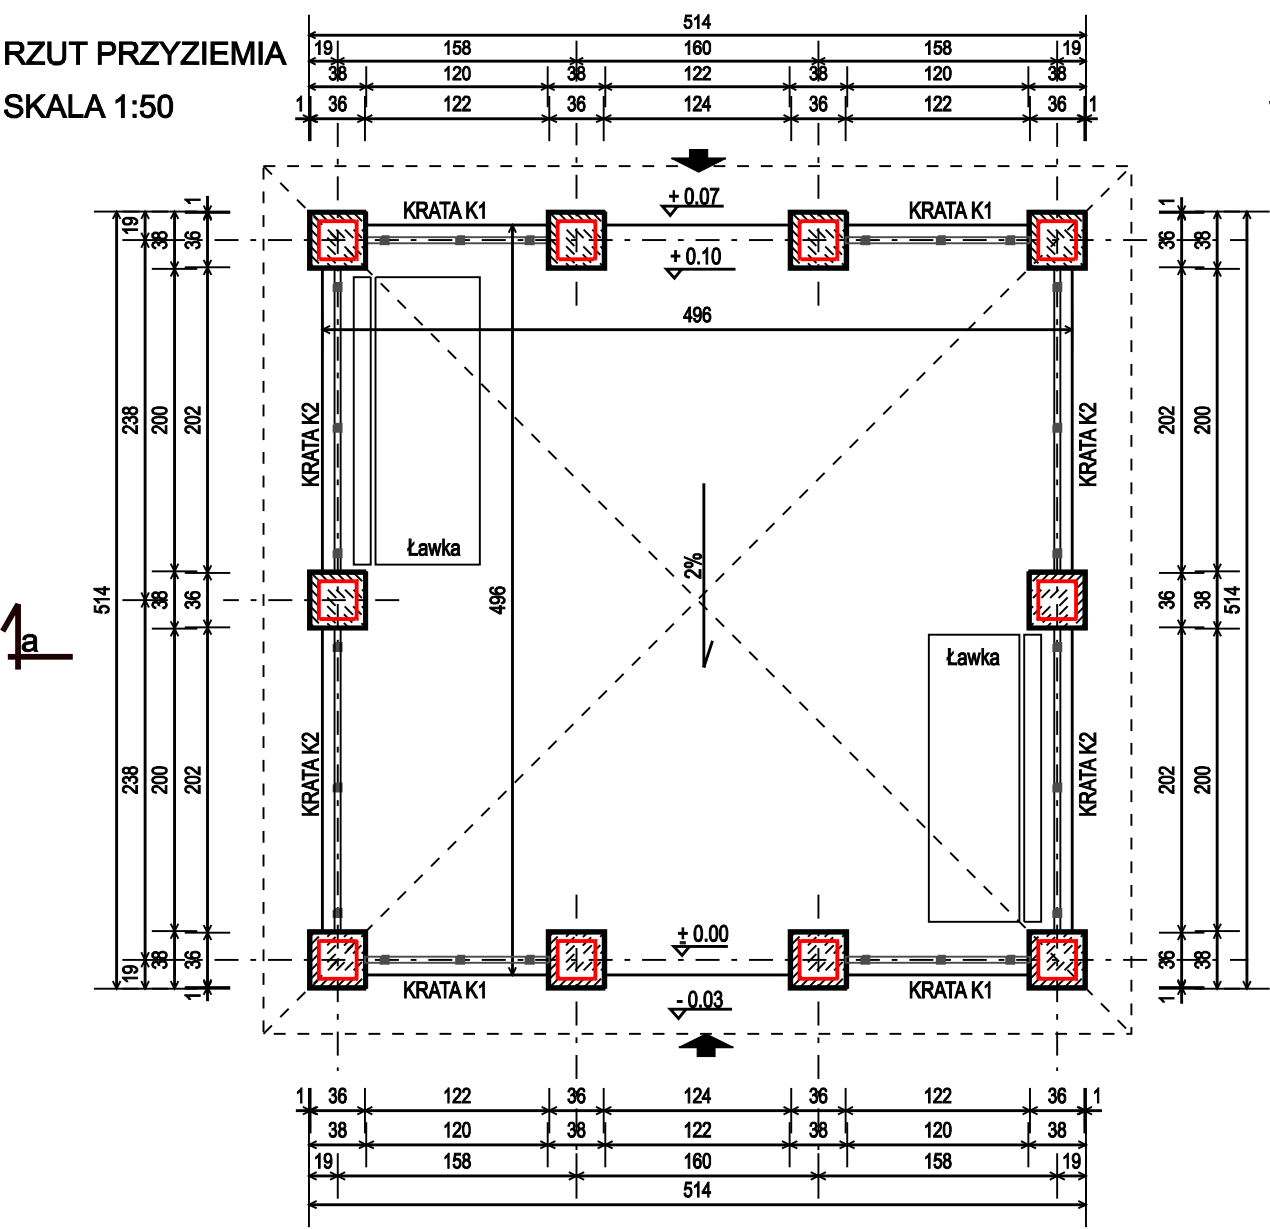 RZUT PRZYZIEMIA
SKALA 1:50
514
19 158 160 158 19
38 120 38 122 38 120 38
1 36 122 36 124 36 122 36 1
+ 0.07
KRATA K1
KRATA K1
+ 0.10
496
1 36 202 36 202 36 1
38 200 38 200 38
19 238 238 19
514
KRATA K2
KRATA K2
Ławka
496
2%
Ławka
KRATA K2
KRATA K2
1 36 202 36 202 36 1
38 200 38 200 38
514
a
± 0.00
KRATA K1
KRATA K1
- 0.03
1 36 122 36 124 36 122 36 1
38 120 38 122 38 120 38
19 158 160 158 19
514